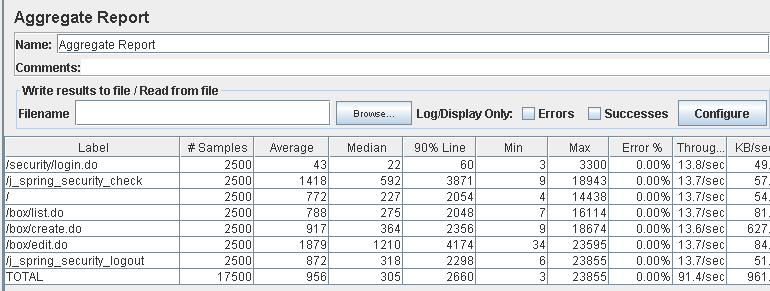 Aggregate Report
Name: Aggregate Report
Comments:
Write results to file / Read from file
Filename Browse... Log/Display Only: Errors Successes Configure
Label # Samples Average Median 90% Line Min Max Error % Throug... KB/sec
/security/login.do 2500 43 22 60 3 3300 0.00% 13.8/sec 49.
/j_spring_security_check 2500 1418 592 3871 9 18943 0.00% 13.7/sec 57.
/ 2500 772 227 2054 4 14438 0.00% 13.7/sec 54.
/box/list.do 2500 788 275 2048 7 16114 0.00% 13.7/sec 81.
/box/create.do 2500 917 364 2356 9 18674 0.00% 13.6/sec 627.
/box/edit.do 2500 1879 1210 4174 34 23595 0.00% 13.7/sec 84.
/j_spring_security_logout 2500 872 318 2298 6 23855 0.00% 13.7/sec 51.
TOTAL 17500 956 305 2660 3 23855 0.00% 91.4/sec 961.